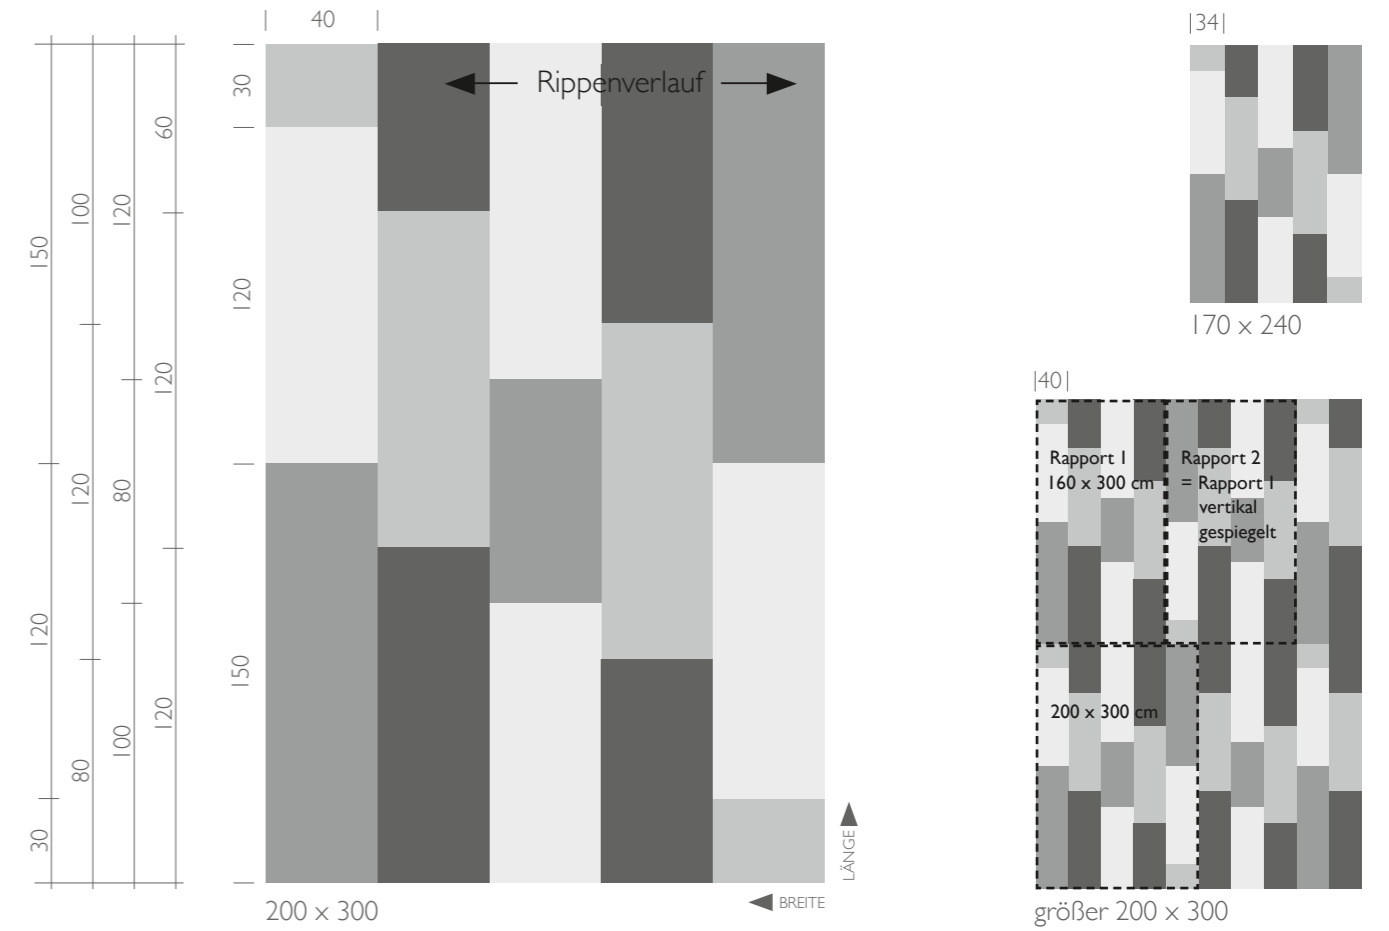 40
30
120
150
150
120
30
100
120
80
120
80
100
60
120
120
Rippenverlauf
LÄNGE
BREITE
200 x 300
|34|
170 x 240
|40|
Rapport 1
160 x 300 cm
Rapport 2
= Rapport 1
vertikal
gespiegelt
200 x 300 cm
größer 200 x 300